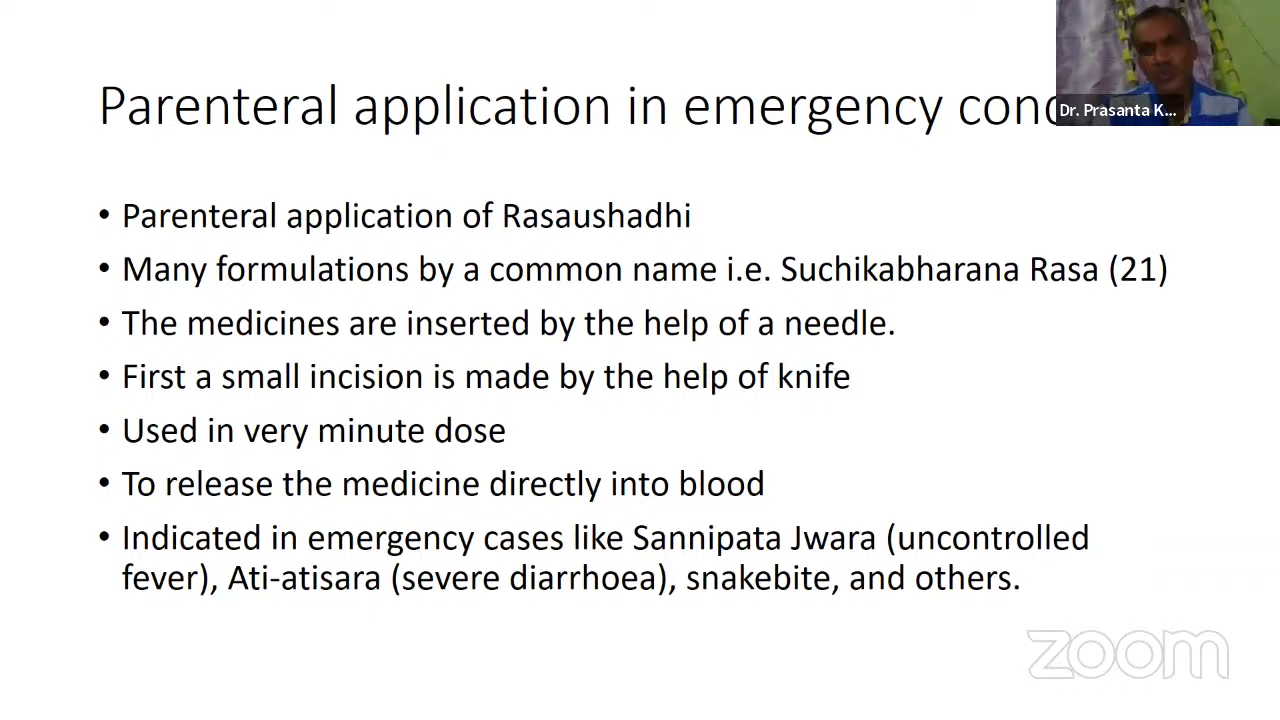 Parenteral application in emergency cond
Dr. Prasanta K...
• Parenteral application of Rasaushadhi
• Many formulations by a common name i.e. Suchikabharana Rasa (21)
• The medicines are inserted by the help of a needle.
• First a small incision is made by the help of knife
• Used in very minute dose
• To release the medicine directly into blood
• Indicated in emergency cases like Sannipata Jwara (uncontrolled
fever), Ati-atisara (severe diarrhoea), snakebite, and others.
zoom